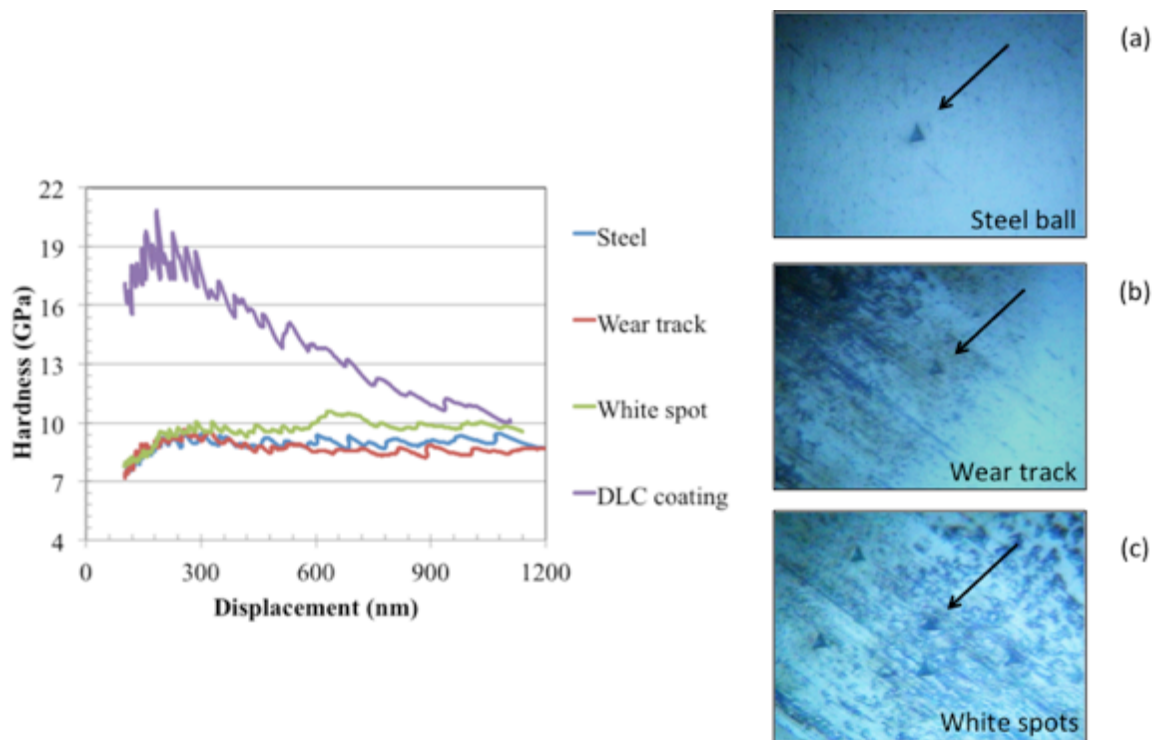 22
19
16
13
10
7
4
0
300
600
900
1200
Hardness (GPa)
Displacement (nm)
Steel
Wear track
White spot
DLC coating
(a)
Steel ball
(b)
Wear track
(c)
White spots